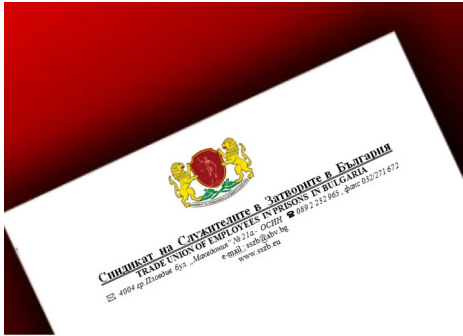 Синдикат на Служителите в Затворите в България
TRADE UNION OF EMPLOYEES IN PRISONS IN BULGARIA
✉ 4004 гр.Пловдив бул. „Македония” № 21а - ОСИН ☎ 089 2 232 965 , факс 032/271 672
e-mail: sszb@abv.bg
www.sszb.eu